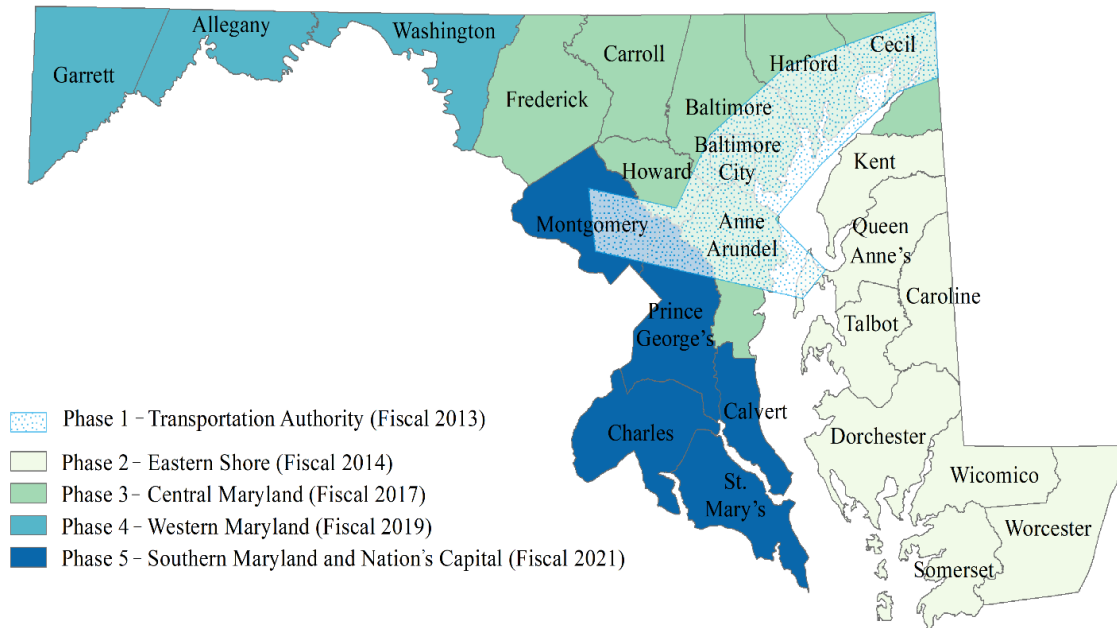 Allegany
Washington
Garrett
Carroll
Cecil
Harford
Frederick
Baltimore
Baltimore
City
Howard
Kent
Montgomery
Anne
Arundel
Queen
Anne's
Caroline
Prince
George's
Talbot
Calvert
Charles
Dorchester
St.
Mary's
Wicomico
Worcester
Somerset
Phase 1 – Transportation Authority (Fiscal 2013)
Phase 2 – Eastern Shore (Fiscal 2014)
Phase 3 – Central Maryland (Fiscal 2017)
Phase 4 – Western Maryland (Fiscal 2019)
Phase 5 – Southern Maryland and Nation's Capital (Fiscal 2021)